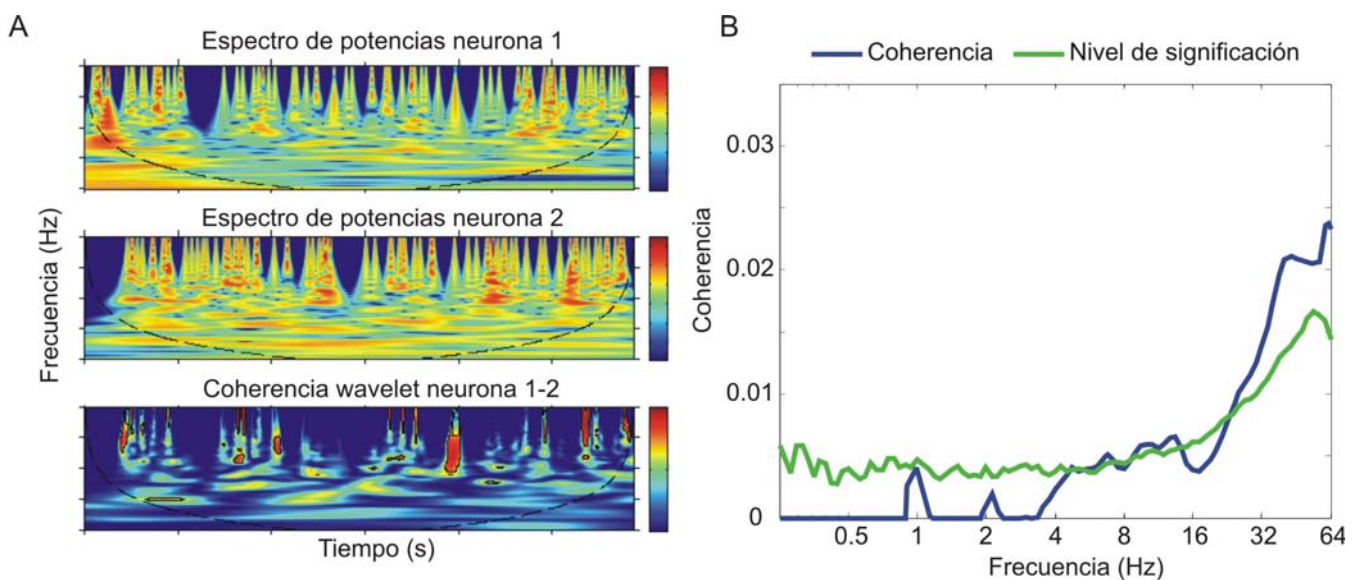 A
Espectro de potencias neurona 1
Espectro de potencias neurona 2
Coherencia wavelet neurona 1-2
Frecuencia (Hz)
Tiempo (s)
B
Coherencia
Nivel de significación
0.03
0.02
0.01
0
Coherencia
0.5 1 2 4 8 16 32 64
Frecuencia (Hz)